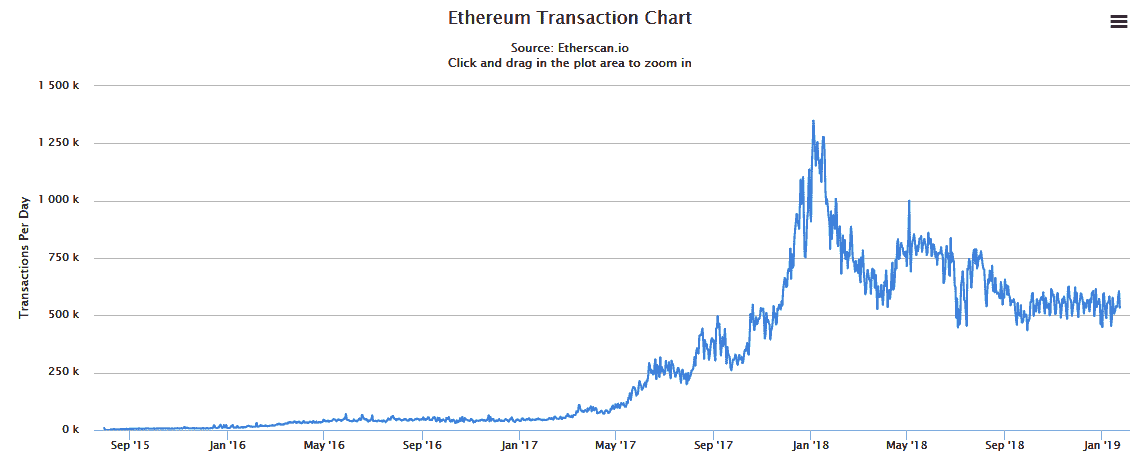 Ethereum Transaction Chart
Source: Etherscan.io
Click and drag in the plot area to zoom in
Transactions Per Day
1 500 k
1 250 k
1 000 k
750 k
500 k
250 k
0 k
Sep '15 Jan '16 May '16 Sep '16 Jan '17 May '17 Sep '17 Jan '18 May '18 Sep '18 Jan '19